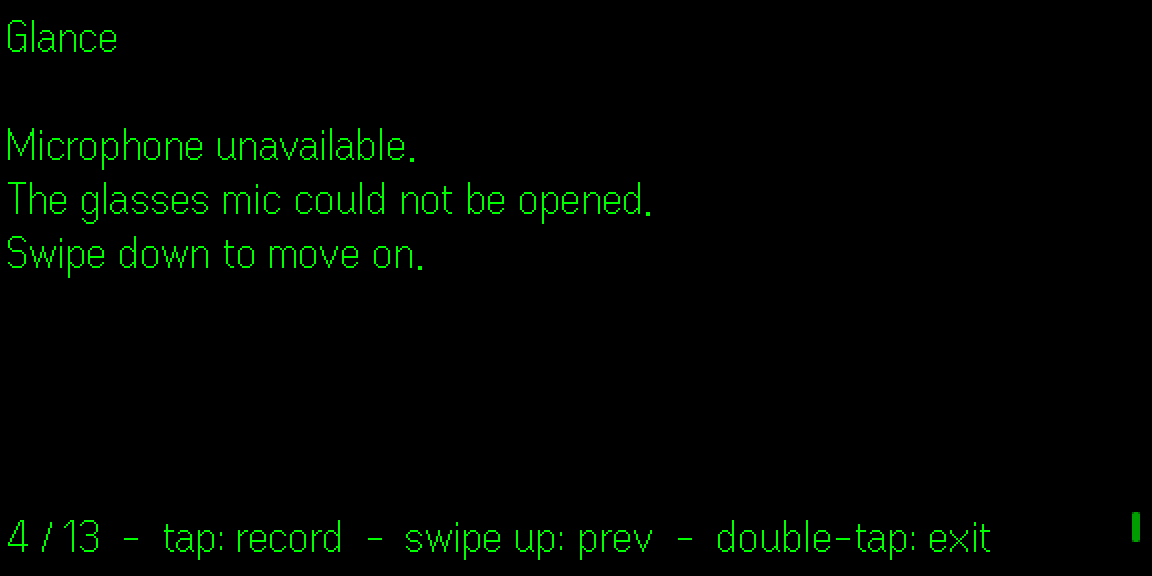 Glance
Microphone unavailable.
The glasses mic could not be opened.
Swipe down to move on.
4 / 13 - tap: record - swipe up: prev - double-tap: exit